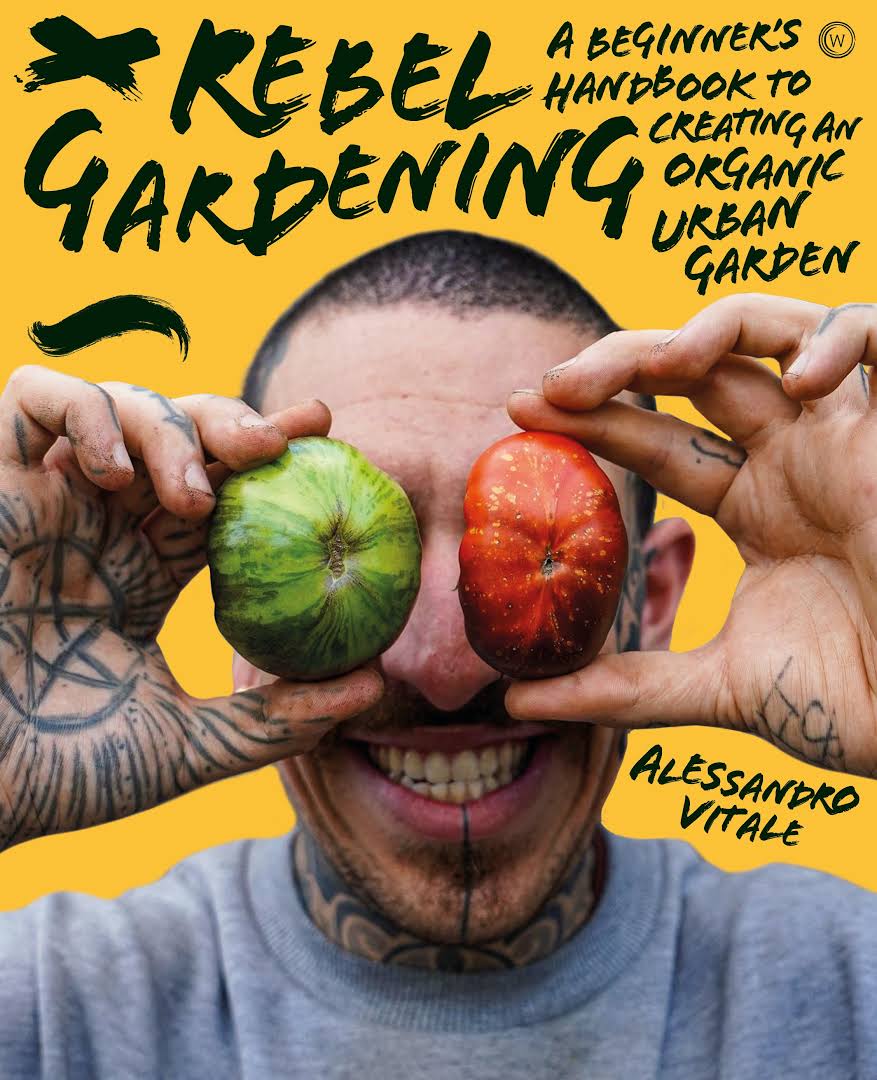 REBEL
GARDENING
A BEGINNER'S
HANDBOOK TO
CREATING AN
ORGANIC
URBAN
GARDEN
W
ALESSANDRO
VITALE